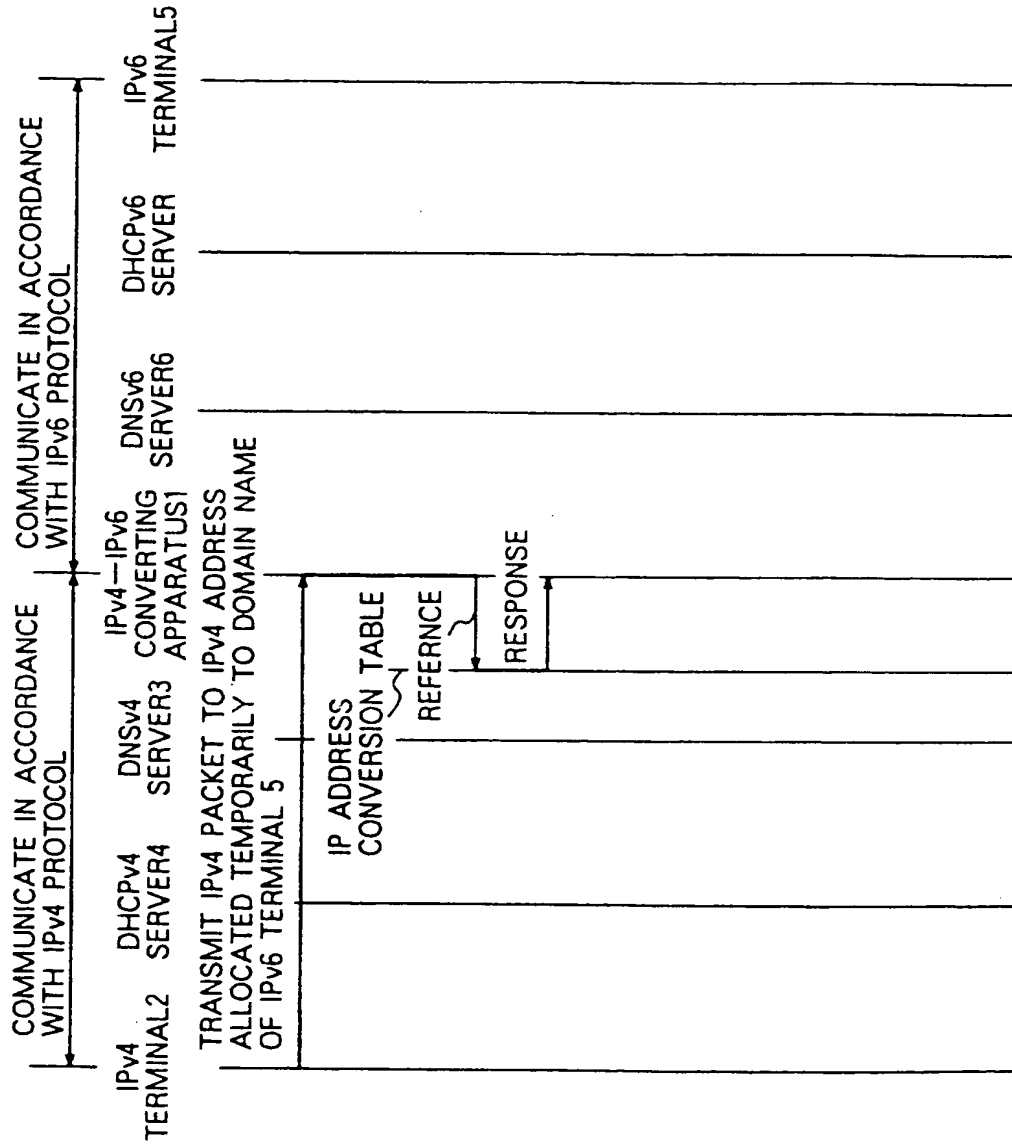 COMMUNICATE IN ACCORDANCE
WITH IPv4 PROTOCOL
COMMUNICATE IN ACCORDANCE
WITH IPv6 PROTOCOL
IPv4
TERMINAL2
DHCPv4
SERVER4
DNSv4
SERVER3
IPv4—IPv6
CONVERTING
APPARATUS1
DNSv6
SERVER6
DHCPv6
SERVER
IPv6
TERMINAL5
TRANSMIT IPv4 PACKET TO IPv4 ADDRESS
ALLOCATED TEMPORARILY TO DOMAIN NAME
OF IPv6 TERMINAL 5
IP ADDRESS
CONVERSION TABLE
REFERNCE
RESPONSE